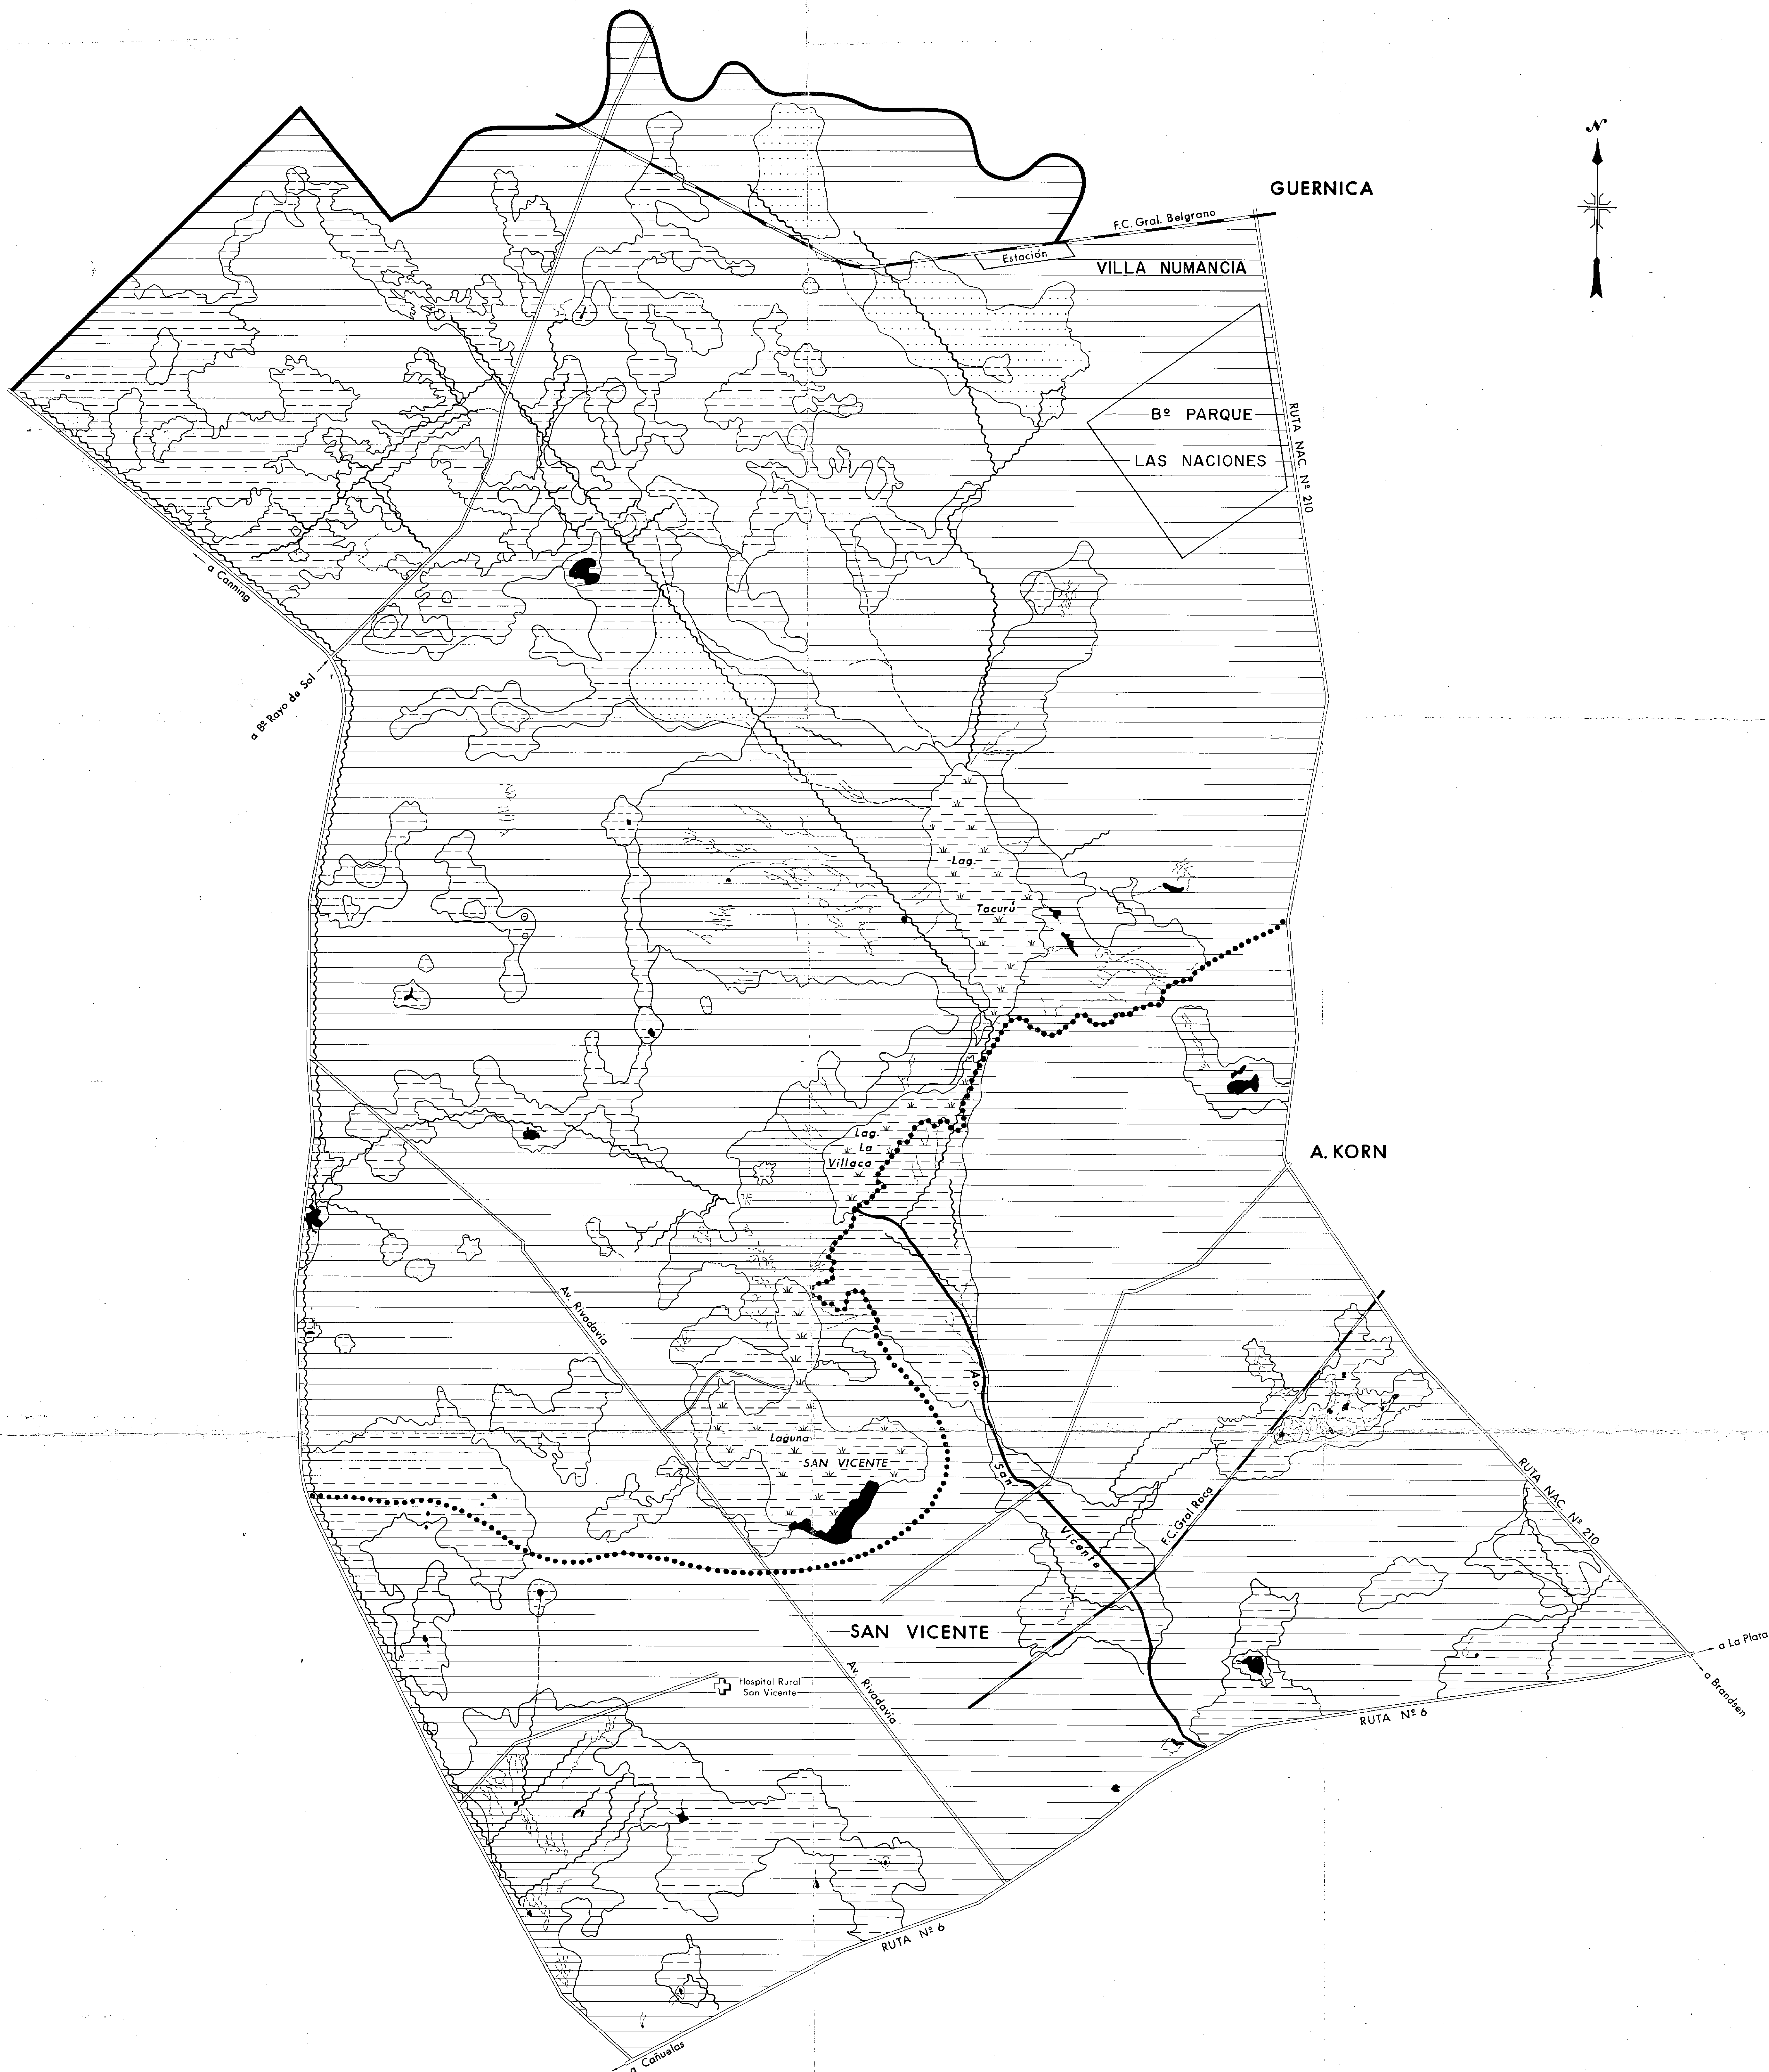 N
GUERNICA
F.C. Gral. Belgrano
Estación
VILLA NUMANCIA
Bº PARQUE
LAS NACIONES
RUTA NAC. Nº 210
a Canning
a Bº Rayo de Sol
Lag.
Tacurú
A. KORN
Lag.
La
Villaca
Av. Rivadavia
Ao.
San
Vicente
Laguna
SAN VICENTE
F.C. Gral Roca
RUTA NAC. Nº 210
SAN VICENTE
a La Plata
a Brandsen
Hospital Rural
San Vicente
Av. Rivadavia
RUTA Nº 6
RUTA Nº 6
a Cañuelas